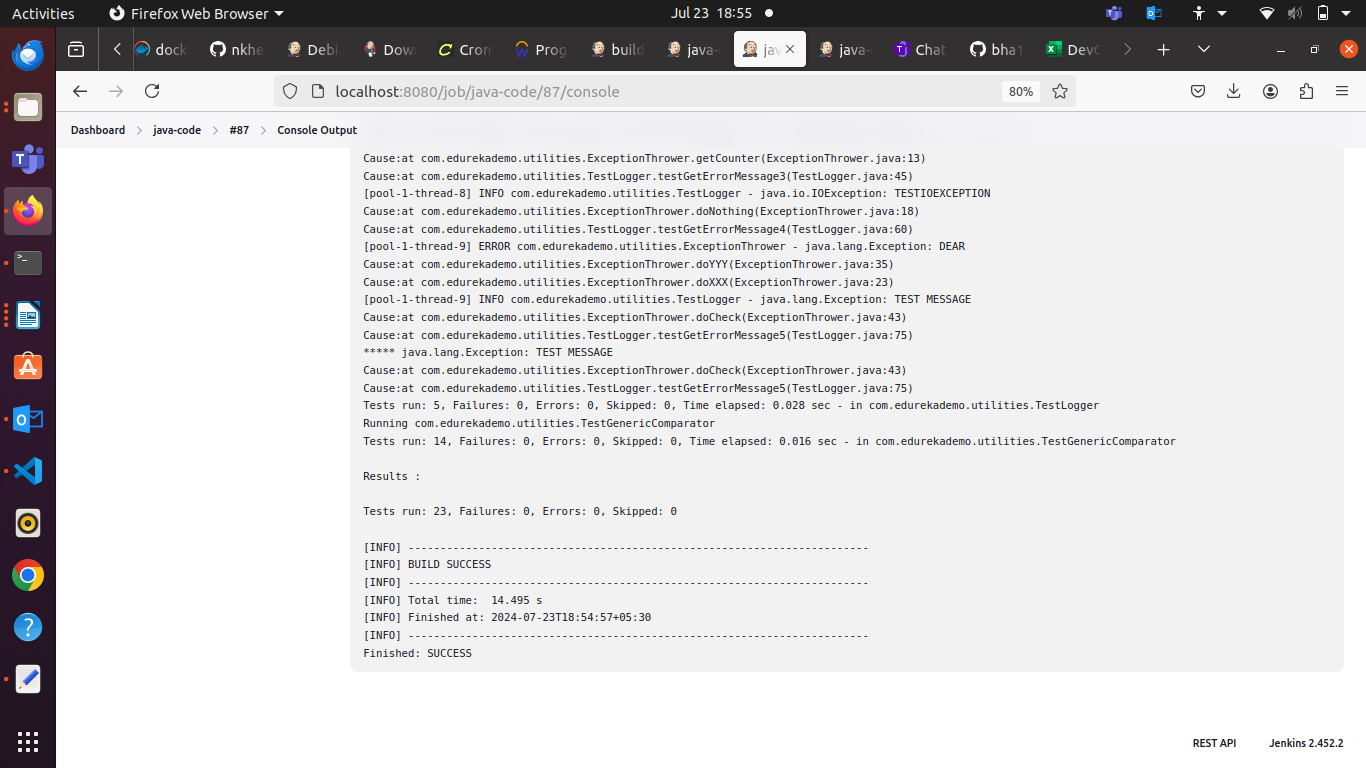 Activities
Firefox Web Browser
Jul 23 18:55
dock
nkhe
Debi
Dow
Cron
Prog
build
java-
jav
java-
Chat
bha1
DevC
localhost:8080/job/java-code/87/console
80%
Dashboard
java-code
#87
Console Output
Cause:at com.edurekademo.utilities.ExceptionThrower.getCounter(ExceptionThrower.java:13)
Cause:at com.edurekademo.utilities.TestLogger.testGetErrorMessage3(TestLogger.java:45)
[pool-1-thread-8] INFO com.edurekademo.utilities.TestLogger - java.io.IOException: TESTIOEXCEPTION
Cause:at com.edurekademo.utilities.ExceptionThrower.doNothing(ExceptionThrower.java:18)
Cause:at com.edurekademo.utilities.TestLogger.testGetErrorMessage4(TestLogger.java:60)
[pool-1-thread-9] ERROR com.edurekademo.utilities.ExceptionThrower - java.lang.Exception: DEAR
Cause:at com.edurekademo.utilities.ExceptionThrower.doYYY(ExceptionThrower.java:35)
Cause:at com.edurekademo.utilities.ExceptionThrower.doXXX(ExceptionThrower.java:23)
[pool-1-thread-9] INFO com.edurekademo.utilities.TestLogger - java.lang.Exception: TEST MESSAGE
Cause:at com.edurekademo.utilities.ExceptionThrower.doCheck(ExceptionThrower.java:43)
Cause:at com.edurekademo.utilities.TestLogger.testGetErrorMessage5(TestLogger.java:75)
***** java.lang.Exception: TEST MESSAGE
Cause:at com.edurekademo.utilities.ExceptionThrower.doCheck(ExceptionThrower.java:43)
Cause:at com.edurekademo.utilities.TestLogger.testGetErrorMessage5(TestLogger.java:75)
Tests run: 5, Failures: 0, Errors: 0, Skipped: 0, Time elapsed: 0.028 sec - in com.edurekademo.utilities.TestLogger
Running com.edurekademo.utilities.TestGenericComparator
Tests run: 14, Failures: 0, Errors: 0, Skipped: 0, Time elapsed: 0.016 sec - in com.edurekademo.utilities.TestGenericComparator
Results :
Tests run: 23, Failures: 0, Errors: 0, Skipped: 0
[INFO] ------------------------------------------------------------------------
[INFO] BUILD SUCCESS
[INFO] ------------------------------------------------------------------------
[INFO] Total time:  14.495 s
[INFO] Finished at: 2024-07-23T18:54:57+05:30
[INFO] ------------------------------------------------------------------------
Finished: SUCCESS
REST API
Jenkins 2.452.2